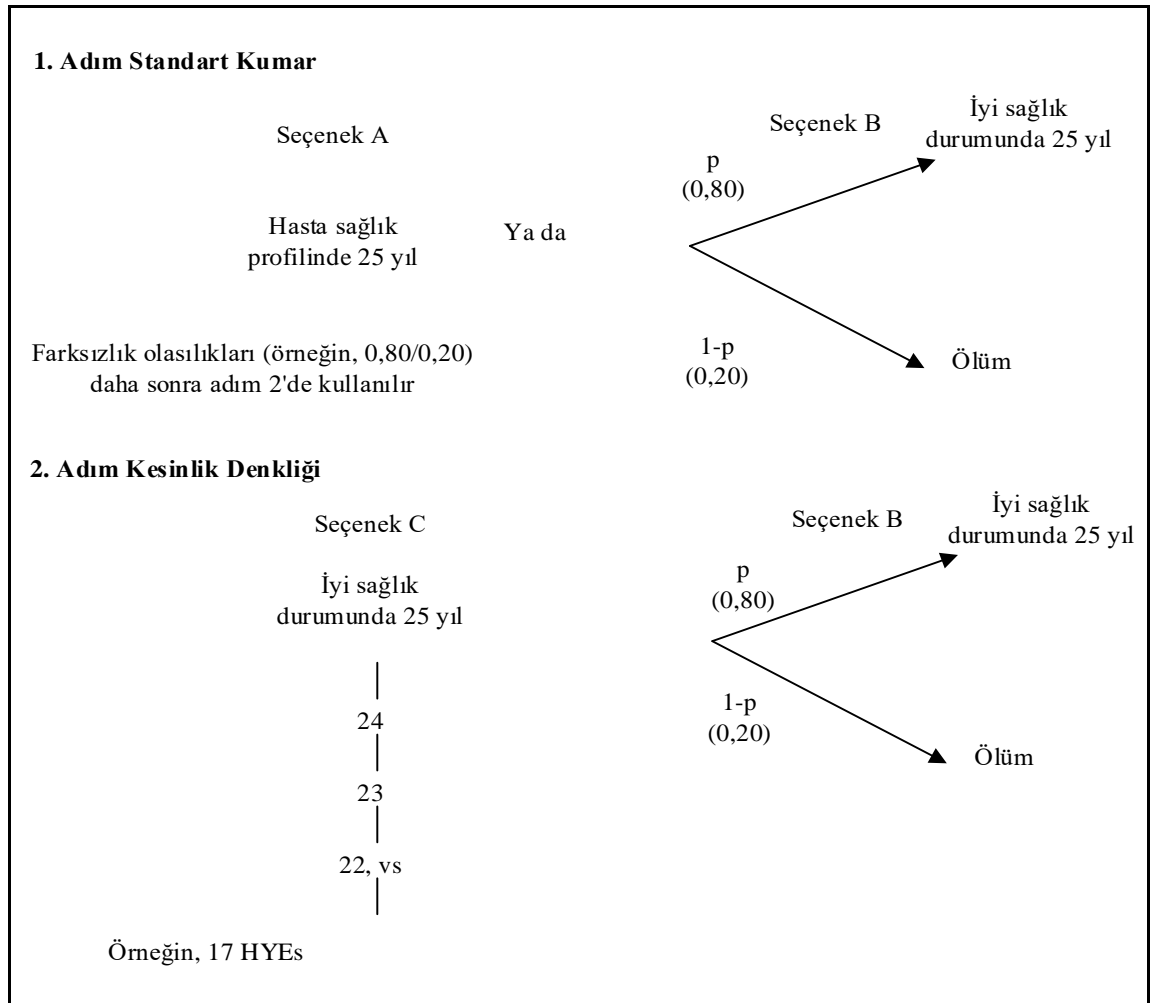 1. Adım Standart Kumar
Seçenek A
Seçenek B
İyi sağlık
durumunda 25 yıl
p
(0,80)
Hasta sağlık
profilinde 25 yıl
Ya da
Farksızlık olasılıkları (örneğin, 0,80/0,20)
daha sonra adım 2'de kullanılır
1-p
(0,20)
Ölüm
2. Adım Kesinlik Denkliği
Seçenek C
Seçenek B
İyi sağlık
durumunda 25 yıl
İyi sağlık
durumunda 25 yıl
p
(0,80)
24
1-p
(0,20)
Ölüm
23
22, vs
Örneğin, 17 HYEs